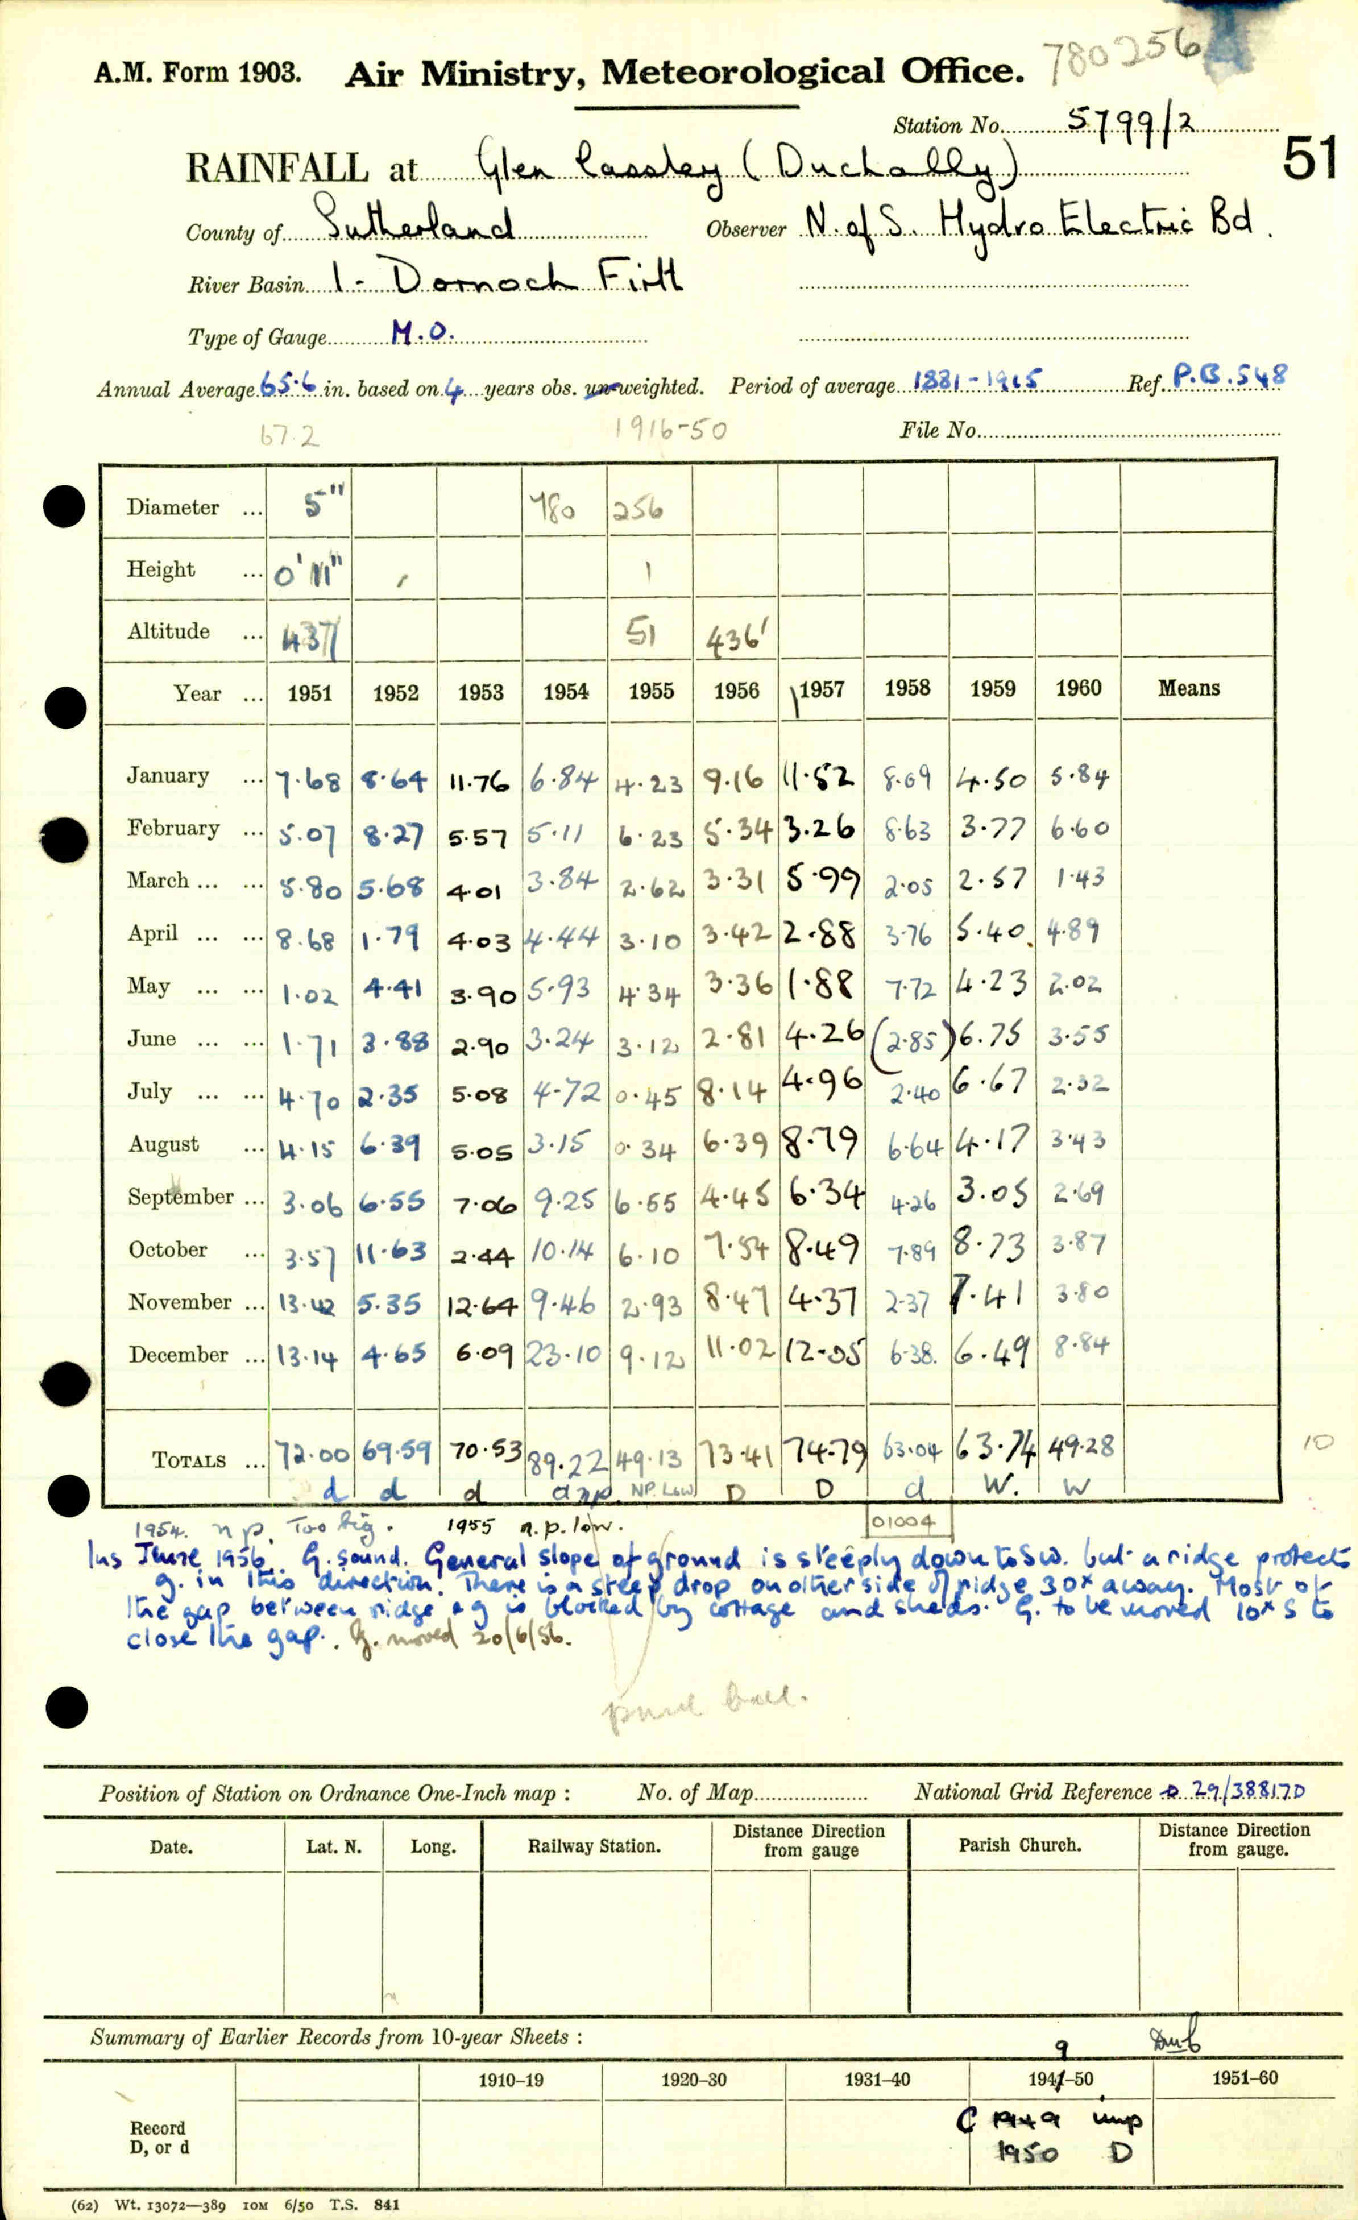 780256
A.M. Form 1903. Air Ministry, Meteorological Office.
Station No. 5799/2
51
RAINFALL at Glen Cassley (Duchally)
County of Sutherland Observer N. of S. Hydro Electric Bd.
River Basin 1 - Dornoch Firth
Type of Gauge M.O.
Annual Average 65.6 in. based on 4 years obs. un-weighted. Period of average 1881-1915 Ref. P.B.548
67.2 1916-50 File No.
Diameter ... 5" 780 256
Height ... 0' 11" 1
Altitude ... 437 51 436'
Year ... 1951 1952 1953 1954 1955 1956 1957 1958 1959 1960 Means
January ... 7.68 8.64 11.76 6.84 4.23 9.16 11.52 8.09 4.50 5.84
February ... 5.07 8.27 5.57 5.11 6.23 5.34 3.26 8.63 3.77 6.60
March ... ... 5.80 5.68 4.01 3.84 2.62 3.31 5.99 2.05 2.57 1.43
April ... ... 8.68 1.79 4.03 4.44 3.10 3.42 2.88 3.76 5.40 4.89
May ... ... 1.02 4.41 3.90 5.93 4.34 3.36 1.88 7.72 4.23 2.02
June ... ... 1.71 3.88 2.90 3.24 3.12 2.81 4.26 (2.85) 6.75 3.55
July ... ... 4.70 2.35 5.08 4.72 0.45 8.14 4.96 2.40 6.67 2.32
August ... 4.15 6.39 5.05 3.15 0.34 6.39 8.79 6.64 4.17 3.43
September ... 3.06 6.55 7.06 9.25 6.55 4.45 6.34 4.26 3.05 2.69
October ... 3.57 11.63 2.44 10.14 6.10 7.54 8.49 7.89 8.73 3.87
November ... 13.42 5.35 12.64 9.46 2.93 8.47 4.37 2.37 7.41 3.80
December ... 13.14 4.65 6.09 23.10 9.12 11.02 12.05 6.38 6.49 8.84
TOTALS ... 72.00 69.59 70.53 89.22 49.13 73.41 74.79 63.04 63.74 49.28 10
d d d a np. NP. Low D D d W. W
1954. n p. Too big. 1955 n.p. low. 01004
Ins June 1956. G. sound. General slope of ground is steeply down to SW. but a ridge protects
g. in this direction. There is a steep drop on other side of ridge 30x away. Most of
the gap between ridge & g is blocked by cottage and sheds. G. to be moved 10x S to
close the gap. G. moved 20/6/56.
Position of Station on Ordnance One-Inch map : No. of Map National Grid Reference 29/388170
Date. Lat. N. Long. Railway Station. Distance Direction from gauge Parish Church. Distance Direction from gauge.
Summary of Earlier Records from 10-year Sheets :
9
1910-19 1920-30 1931-40 1941-50 1951-60
Record C 1949 imp
D, or d 1950 D
(62) Wt. 13072—389 10M 6/50 T.S. 841